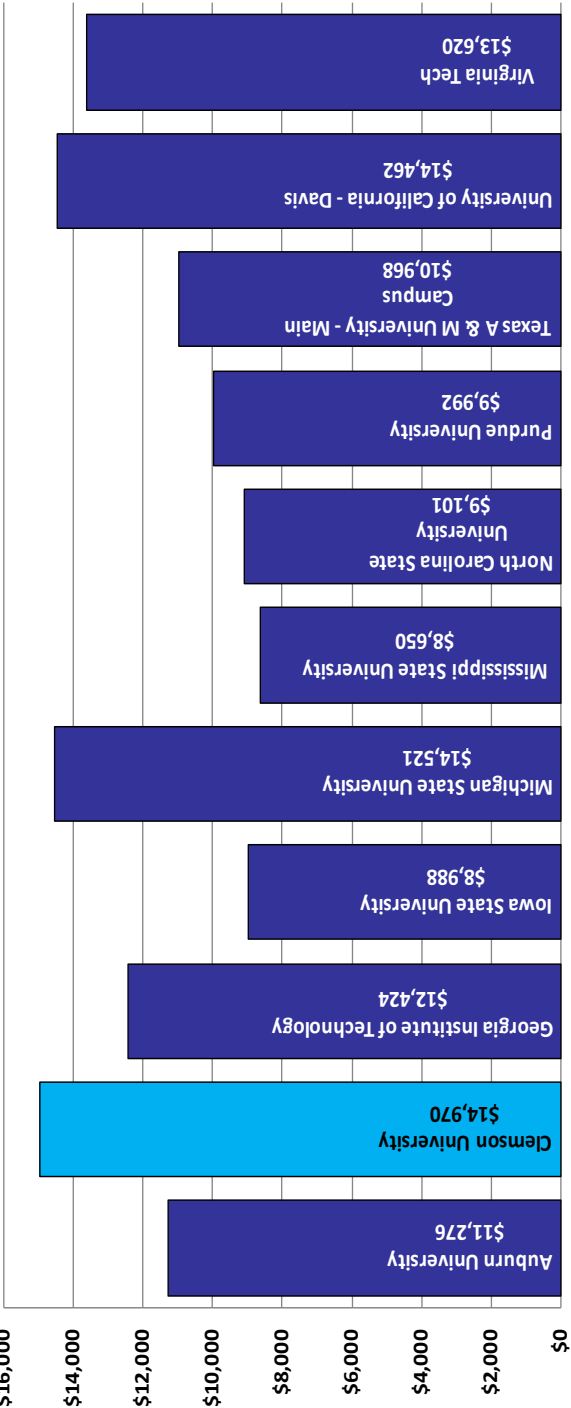 $16,000
$14,000
$12,000
$10,000
$8,000
$6,000
$4,000
$2,000
$0
Auburn University
$11,276
Clemson University
$14,970
Georgia Institute of Technology
$12,424
Iowa State University
$8,988
Michigan State University
$14,521
Mississippi State University
$8,650
North Carolina State
University
$9,101
Purdue University
$9,992
Texas A & M University - Main
Campus
$10,968
University of California - Davis
$14,462
Virginia Tech
$13,620